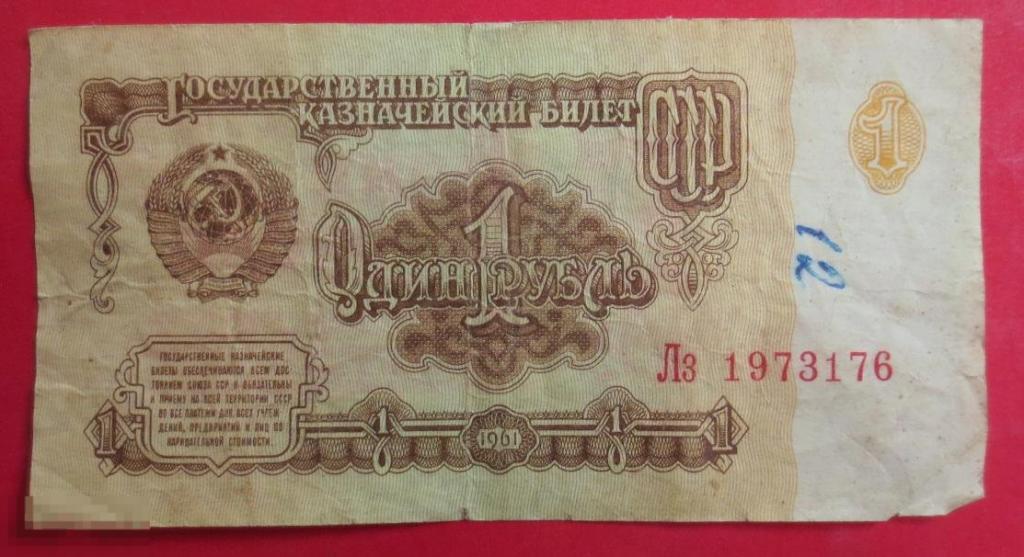 ГОСУДАРСТВЕННЫЙ
КАЗНАЧЕЙСКИЙ БИЛЕТ
СССР
1
1
ОДИН РУБЛЬ
12
ГОСУДАРСТВЕННЫЕ КАЗНАЧЕЙСКИЕ
БИЛЕТЫ ОБЕСПЕЧИВАЮТСЯ ВСЕМ ДОС-
ТОЯНИЕМ СОЮЗА ССР И ОБЯЗАТЕЛЬНЫ
К ПРИЕМУ НА ВСЕЙ ТЕРРИТОРИИ СССР
ВО ВСЕ ПЛАТЕЖИ ДЛЯ ВСЕХ УЧРЕЖ-
ДЕНИЙ, ПРЕДПРИЯТИЙ И ЛИЦ ПО
НАРИЦАТЕЛЬНОЙ СТОИМОСТИ.
Лз 1973176
1 1 1961 1 1